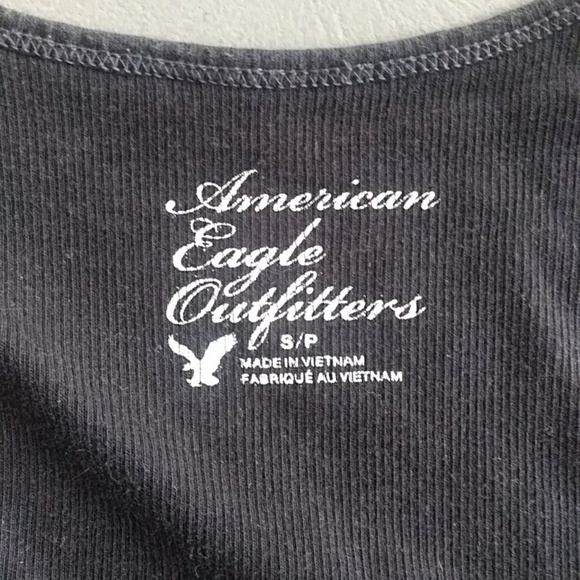 American
Eagle
Outfitters
S/P
MADE IN VIETNAM
FABRIQUÉ AU VIETNAM